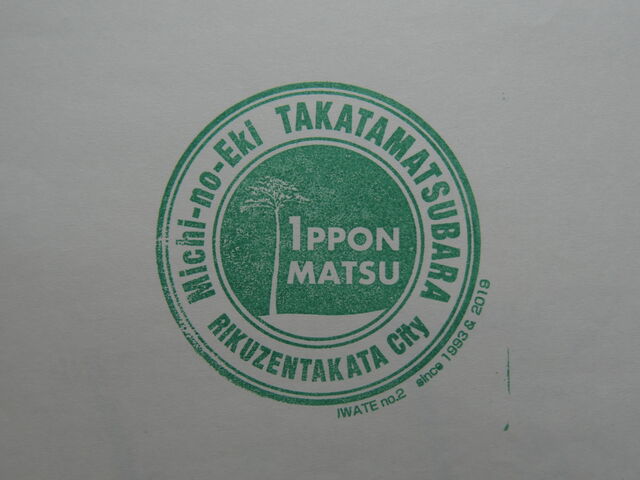 Michi-no-Eki TAKATAMATSUBARA
1PPON
MATSU
RIKUZENTAKATA City
IWATE no.2 since 1993 & 2019